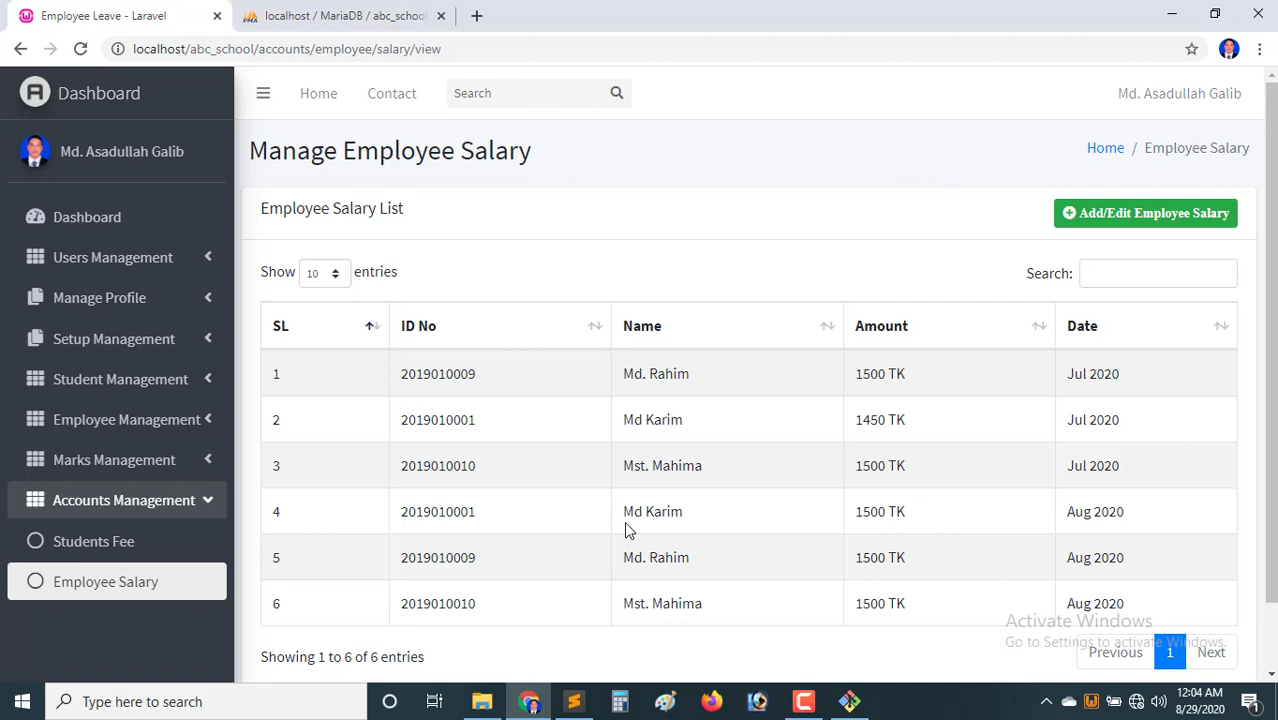 Employee Leave - Laravel
localhost / MariaDB / abc_school
localhost/abc_school/accounts/employee/salary/view
Dashboard
Home Contact Search Md. Asadullah Galib
Md. Asadullah Galib
Manage Employee Salary
Home / Employee Salary
Dashboard
Users Management
Manage Profile
Setup Management
Student Management
Employee Management
Marks Management
Accounts Management
Students Fee
Employee Salary
Employee Salary List
Add/Edit Employee Salary
Show 10 entries
Search:
SL ID No Name Amount Date
1 2019010009 Md. Rahim 1500 TK Jul 2020
2 2019010001 Md Karim 1450 TK Jul 2020
3 2019010010 Mst. Mahima 1500 TK Jul 2020
4 2019010001 Md Karim 1500 TK Aug 2020
5 2019010009 Md. Rahim 1500 TK Aug 2020
6 2019010010 Mst. Mahima 1500 TK Aug 2020
Activate Windows
Go to Settings to activate Windows.
Showing 1 to 6 of 6 entries
Previous 1 Next
Type here to search
12:04 AM
8/29/2020